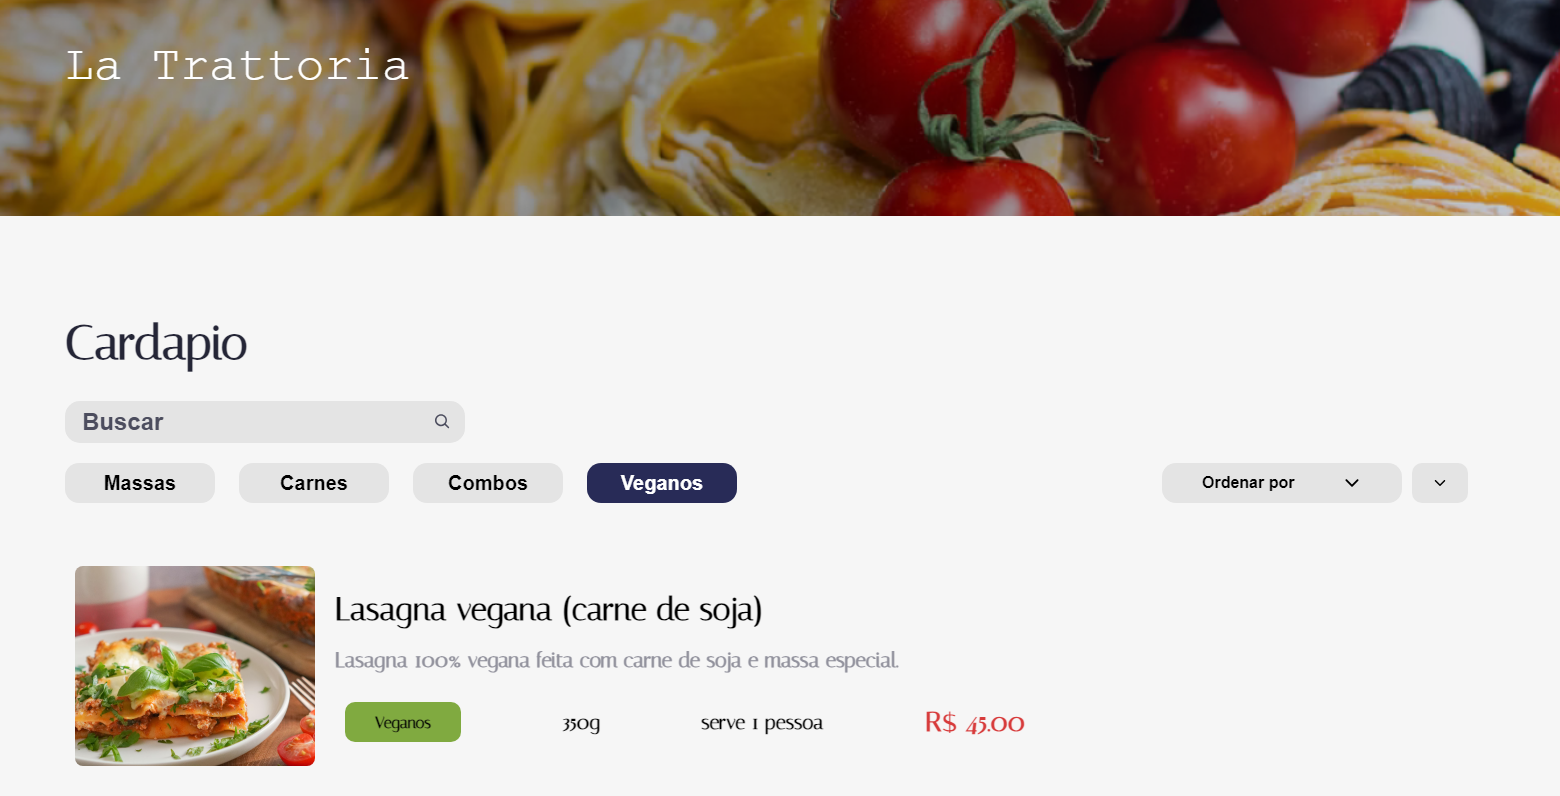 La Trattoria
Cardapio
Buscar
Massas Carnes Combos Veganos Ordenar por
Lasagna vegana (carne de soja)
Lasagna 100% vegana feita com carne de soja e massa especial.
Veganos 350g serve 1 pessoa R$ 45.00